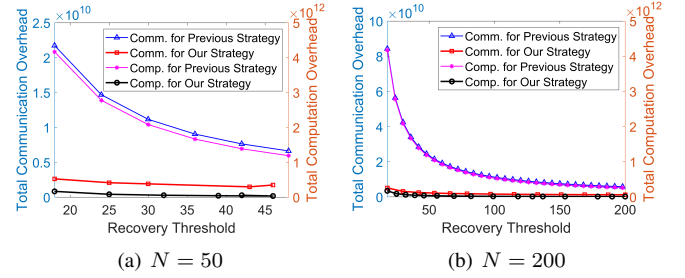 ×10^10
×10^12
2.5
2
1.5
1
0.5
0
5
4
3
2
1
0
Total Communication Overhead
Total Computation Overhead
Comm. for Previous Strategy
Comm. for Our Strategy
Comp. for Previous Strategy
Comp. for Our Strategy
20 25 30 35 40 45
Recovery Threshold
(a) N = 50
×10^10
×10^12
10
8
6
4
2
0
5
4
3
2
1
0
Total Communication Overhead
Total Computation Overhead
Comm. for Previous Strategy
Comm. for Our Strategy
Comp. for Previous Strategy
Comp. for Our Strategy
50 100 150 200
Recovery Threshold
(b) N = 200